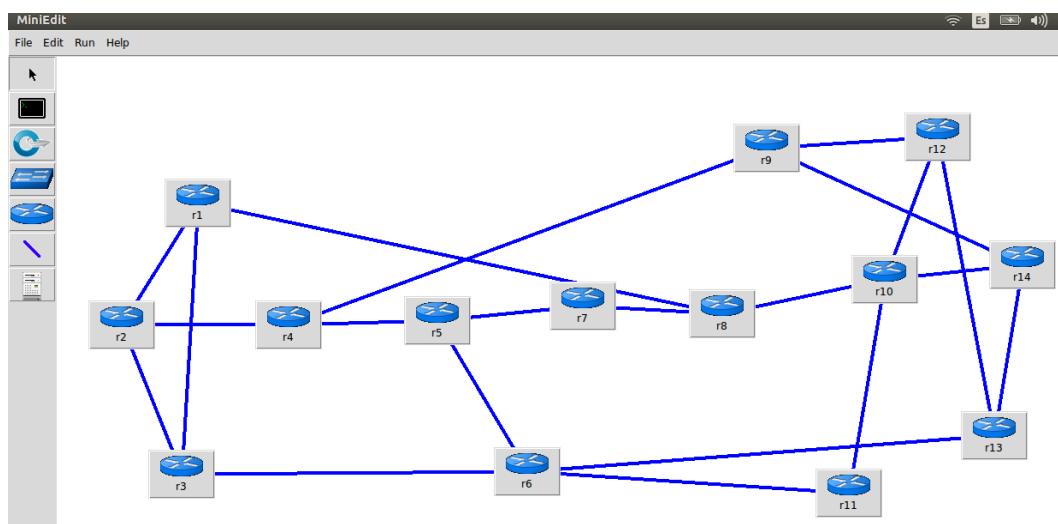 MiniEdit
Es
File Edit Run Help
r12
r9
r1
r14
r10
r7
r8
r5
r2
r4
r13
r6
r3
r11